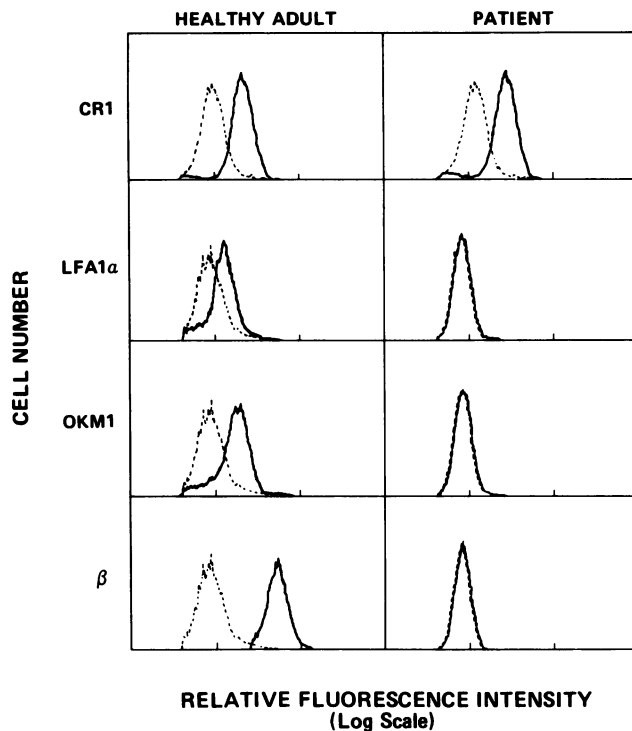 HEALTHY ADULT PATIENT
CR1
LFA1α
OKM1
β
CELL NUMBER
RELATIVE FLUORESCENCE INTENSITY
(Log Scale)